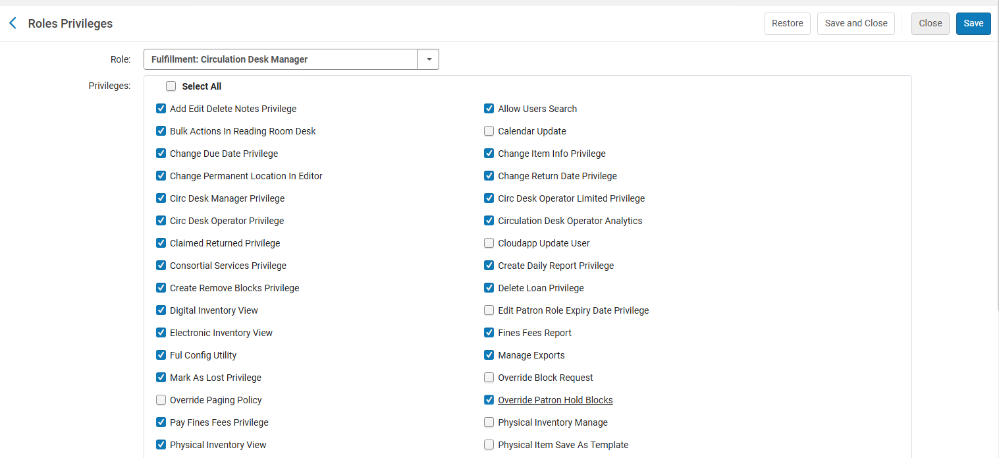 Roles Privileges
Restore
Save and Close
Close
Save
Role: Fulfillment: Circulation Desk Manager
Privileges: Select All
Add Edit Delete Notes Privilege Allow Users Search
Bulk Actions In Reading Room Desk Calendar Update
Change Due Date Privilege Change Item Info Privilege
Change Permanent Location In Editor Change Return Date Privilege
Circ Desk Manager Privilege Circ Desk Operator Limited Privilege
Circ Desk Operator Privilege Circulation Desk Operator Analytics
Claimed Returned Privilege Cloudapp Update User
Consortial Services Privilege Create Daily Report Privilege
Create Remove Blocks Privilege Delete Loan Privilege
Digital Inventory View Edit Patron Role Expiry Date Privilege
Electronic Inventory View Fines Fees Report
Ful Config Utility Manage Exports
Mark As Lost Privilege Override Block Request
Override Paging Policy Override Patron Hold Blocks
Pay Fines Fees Privilege Physical Inventory Manage
Physical Inventory View Physical Item Save As Template